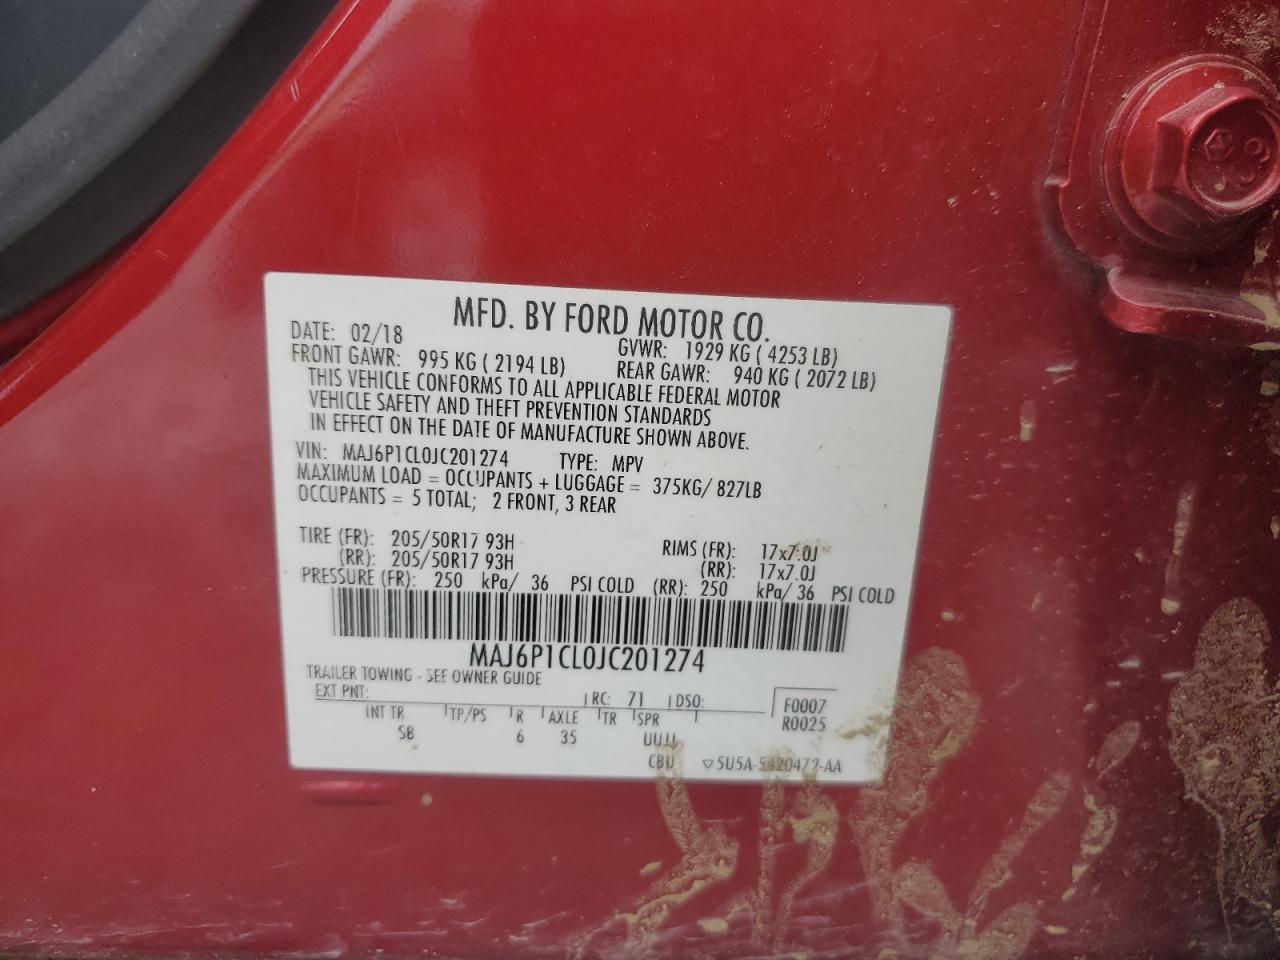 MFD. BY FORD MOTOR CO.
DATE: 02/18 GVWR: 1929 KG ( 4253 LB)
FRONT GAWR: 995 KG ( 2194 LB) REAR GAWR: 940 KG ( 2072 LB)
THIS VEHICLE CONFORMS TO ALL APPLICABLE FEDERAL MOTOR
VEHICLE SAFETY AND THEFT PREVENTION STANDARDS
IN EFFECT ON THE DATE OF MANUFACTURE SHOWN ABOVE.
VIN: MAJ6P1CL0JC201274 TYPE: MPV
MAXIMUM LOAD = OCCUPANTS + LUGGAGE = 375KG/ 827LB
OCCUPANTS = 5 TOTAL; 2 FRONT, 3 REAR
TIRE (FR): 205/50R17 93H RIMS (FR): 17x7.0J
(RR): 205/50R17 93H (RR): 17x7.0J
PRESSURE (FR): 250 kPa/ 36 PSI COLD (RR): 250 kPa/ 36 PSI COLD
MAJ6P1CL0JC201274
TRAILER TOWING - SEE OWNER GUIDE
EXT PNT: RC: 71 DSO: F0007
R0025
INT TR TP/PS R AXLE TR SPR
SB 6 35 UUUU
CBU 5U5A-5420472-AA